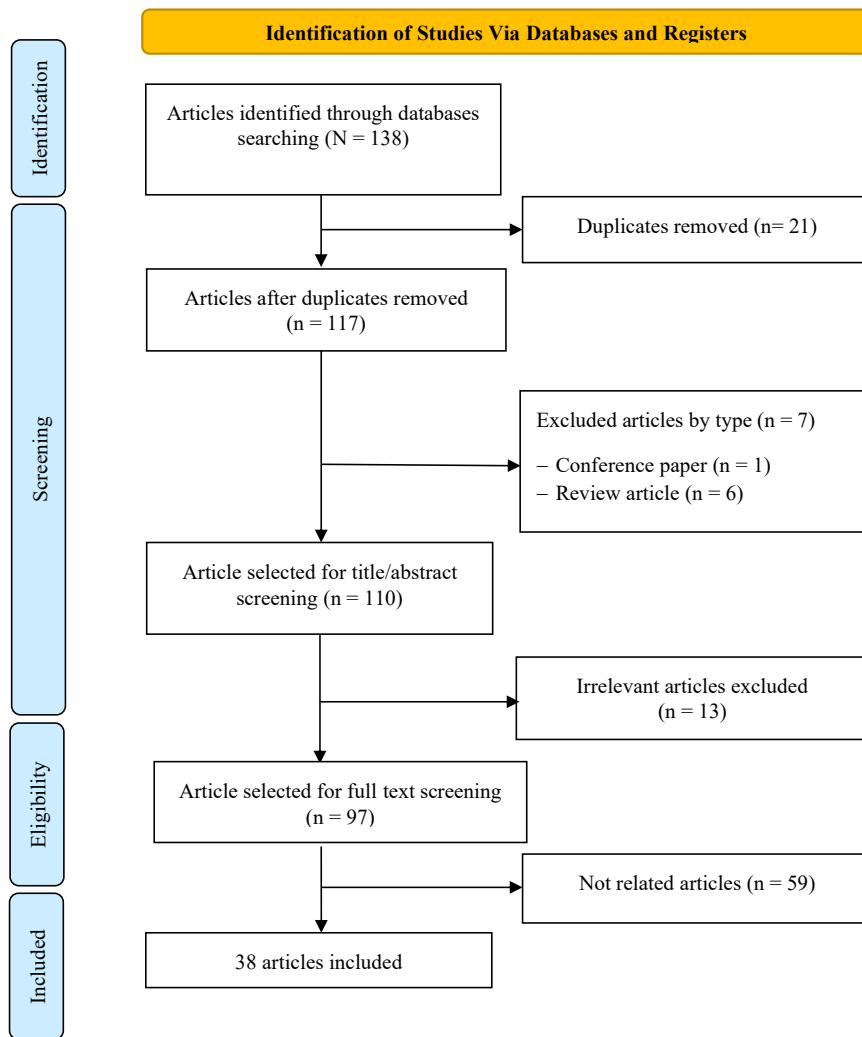 Identification of Studies Via Databases and Registers
Identification
Articles identified through databases
searching (N = 138)
Duplicates removed (n= 21)
Screening
Articles after duplicates removed
(n = 117)
Excluded articles by type (n = 7)
– Conference paper (n = 1)
– Review article (n = 6)
Article selected for title/abstract
screening (n = 110)
Irrelevant articles excluded
(n = 13)
Eligibility
Article selected for full text screening
(n = 97)
Not related articles (n = 59)
Included
38 articles included